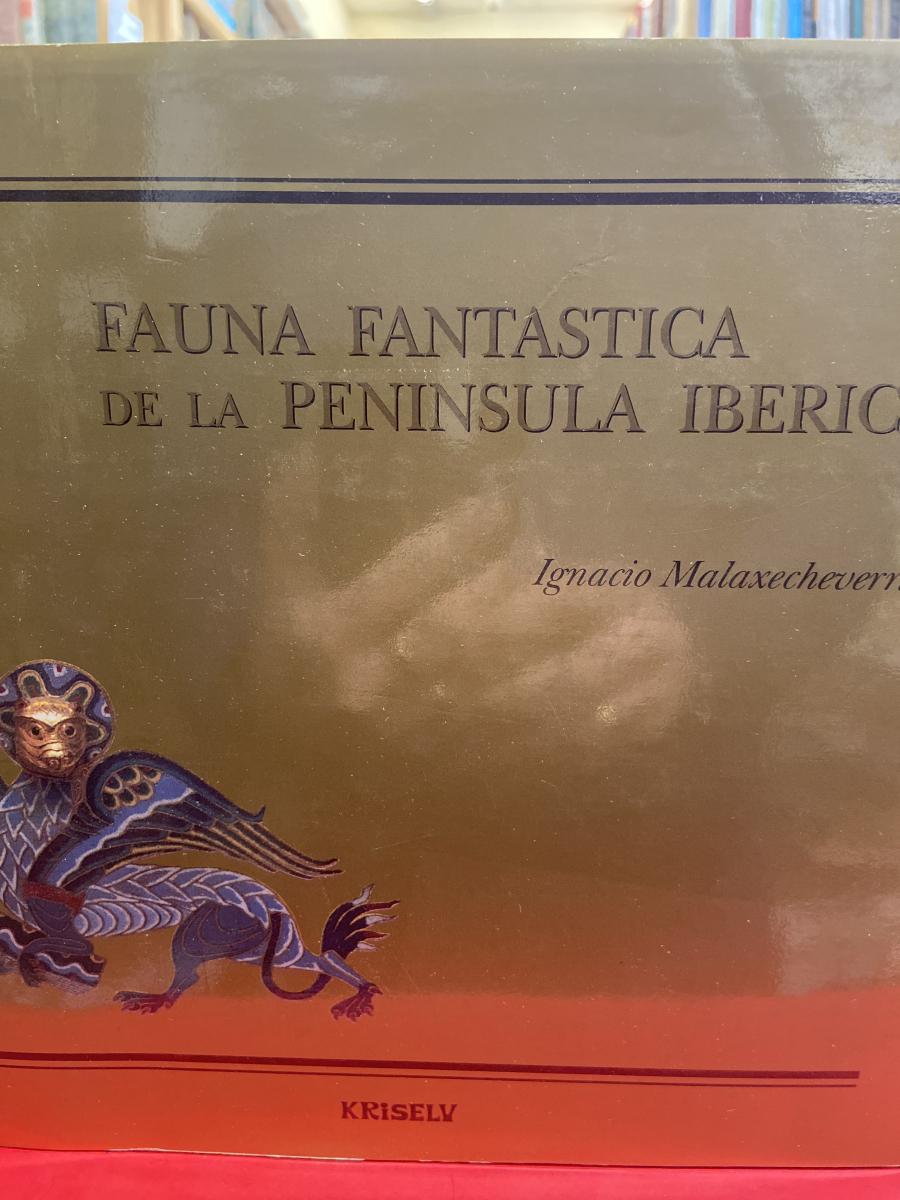 FAUNA FANTASTICA
DE LA PENINSULA IBERIC
Ignacio Malaxecheverr
KRiSELV